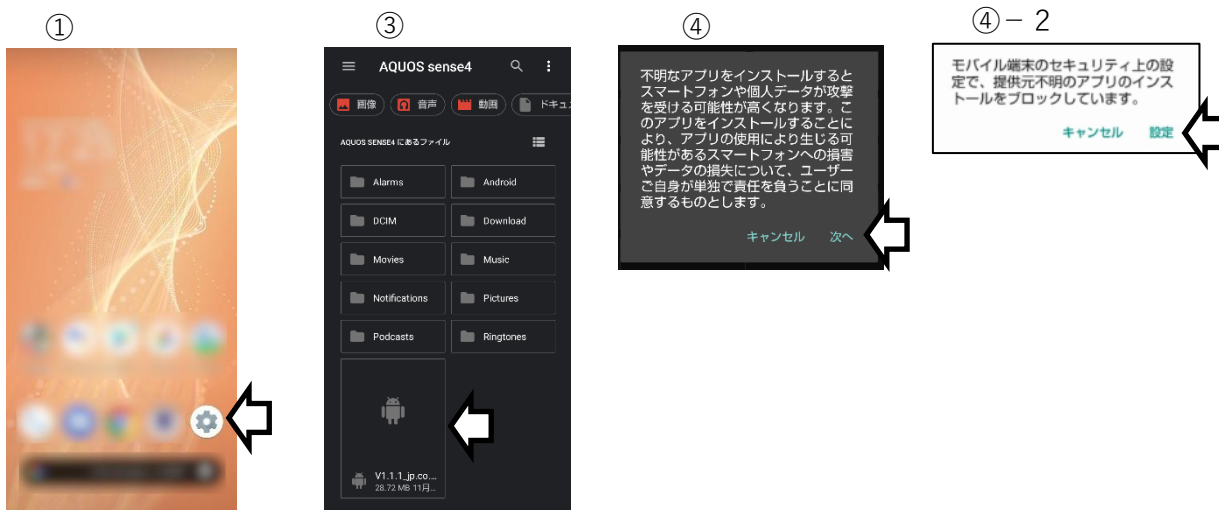 ①
③
AQUOS sense4
画像
音声
動画
ドキュ
AQUOS SENSE4 にあるファイル
Alarms
Android
DCIM
Download
Movies
Music
Notifications
Pictures
Podcasts
Ringtones
V1.1.1_jp.co....
28.72 MB 11月...
④
不明なアプリをインストールすると
スマートフォンや個人データが攻撃
を受ける可能性が高くなります。こ
のアプリをインストールすることに
より、アプリの使用により生じる可
能性があるスマートフォンへの損害
やデータの損失について、ユーザー
ご自身が単独で責任を負うことに同
意するものとします。
キャンセル 次へ
④－２
モバイル端末のセキュリティ上の設
定で、提供元不明のアプリのインス
トールをブロックしています。
キャンセル 設定